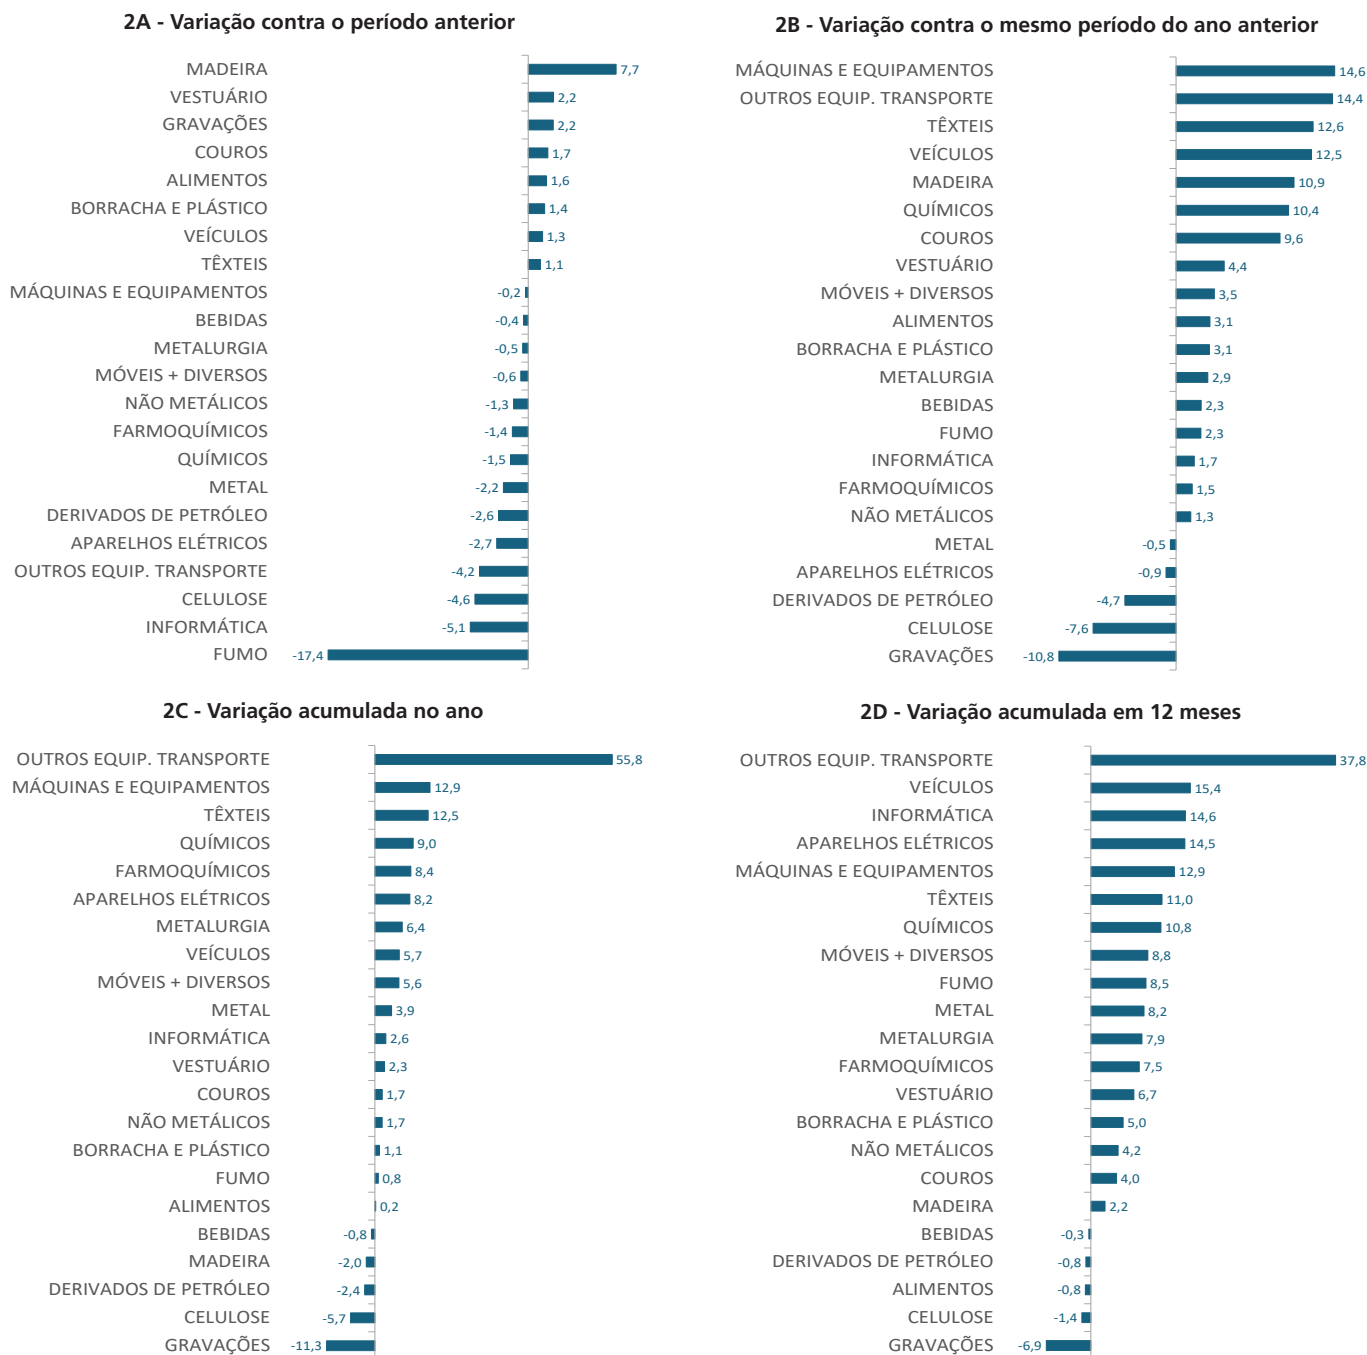 2A - Variação contra o período anterior
MADEIRA 7,7
VESTUÁRIO 2,2
GRAVAÇÕES 2,2
COUROS 1,7
ALIMENTOS 1,6
BORRACHA E PLÁSTICO 1,4
VEÍCULOS 1,3
TÊXTEIS 1,1
MÁQUINAS E EQUIPAMENTOS -0,2
BEBIDAS -0,4
METALURGIA -0,5
MÓVEIS + DIVERSOS -0,6
NÃO METÁLICOS -1,3
FARMOQUÍMICOS -1,4
QUÍMICOS -1,5
METAL -2,2
DERIVADOS DE PETRÓLEO -2,6
APARELHOS ELÉTRICOS -2,7
OUTROS EQUIP. TRANSPORTE -4,2
CELULOSE -4,6
INFORMÁTICA -5,1
FUMO -17,4
2B - Variação contra o mesmo período do ano anterior
MÁQUINAS E EQUIPAMENTOS 14,6
OUTROS EQUIP. TRANSPORTE 14,4
TÊXTEIS 12,6
VEÍCULOS 12,5
MADEIRA 10,9
QUÍMICOS 10,4
COUROS 9,6
VESTUÁRIO 4,4
MÓVEIS + DIVERSOS 3,5
ALIMENTOS 3,1
BORRACHA E PLÁSTICO 3,1
METALURGIA 2,9
BEBIDAS 2,3
FUMO 2,3
INFORMÁTICA 1,7
FARMOQUÍMICOS 1,5
NÃO METÁLICOS 1,3
METAL -0,5
APARELHOS ELÉTRICOS -0,9
DERIVADOS DE PETRÓLEO -4,7
CELULOSE -7,6
GRAVAÇÕES -10,8
2C - Variação acumulada no ano
OUTROS EQUIP. TRANSPORTE 55,8
MÁQUINAS E EQUIPAMENTOS 12,9
TÊXTEIS 12,5
QUÍMICOS 9,0
FARMOQUÍMICOS 8,4
APARELHOS ELÉTRICOS 8,2
METALURGIA 6,4
VEÍCULOS 5,7
MÓVEIS + DIVERSOS 5,6
METAL 3,9
INFORMÁTICA 2,6
VESTUÁRIO 2,3
COUROS 1,7
NÃO METÁLICOS 1,7
BORRACHA E PLÁSTICO 1,1
FUMO 0,8
ALIMENTOS 0,2
BEBIDAS -0,8
MADEIRA -2,0
DERIVADOS DE PETRÓLEO -2,4
CELULOSE -5,7
GRAVAÇÕES -11,3
2D - Variação acumulada em 12 meses
OUTROS EQUIP. TRANSPORTE 37,8
VEÍCULOS 15,4
INFORMÁTICA 14,6
APARELHOS ELÉTRICOS 14,5
MÁQUINAS E EQUIPAMENTOS 12,9
TÊXTEIS 11,0
QUÍMICOS 10,8
MÓVEIS + DIVERSOS 8,8
FUMO 8,5
METAL 8,2
METALURGIA 7,9
FARMOQUÍMICOS 7,5
VESTUÁRIO 6,7
BORRACHA E PLÁSTICO 5,0
NÃO METÁLICOS 4,2
COUROS 4,0
MADEIRA 2,2
BEBIDAS -0,3
DERIVADOS DE PETRÓLEO -0,8
ALIMENTOS -0,8
CELULOSE -1,4
GRAVAÇÕES -6,9